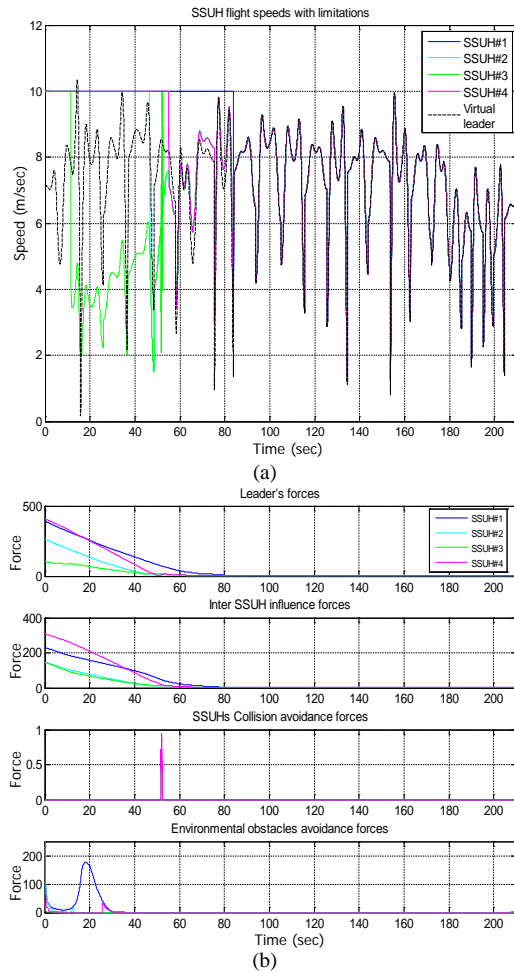 SSUH flight speeds with limitations
12
10
8
6
4
2
0
Speed (m/sec)
SSUH#1
SSUH#2
SSUH#3
SSUH#4
Virtual
leader
0 20 40 60 80 100 120 140 160 180 200
Time (sec)
(a)
Leader's forces
500
0
Force
SSUH#1
SSUH#2
SSUH#3
SSUH#4
0 20 40 60 80 100 120 140 160 180 200
Inter SSUH influence forces
400
200
0
Force
0 20 40 60 80 100 120 140 160 180 200
SSUHs Collision avoidance forces
1
0.5
0
Force
0 20 40 60 80 100 120 140 160 180 200
Environmental obstacles avoidance forces
200
100
0
Force
0 20 40 60 80 100 120 140 160 180 200
Time (sec)
(b)